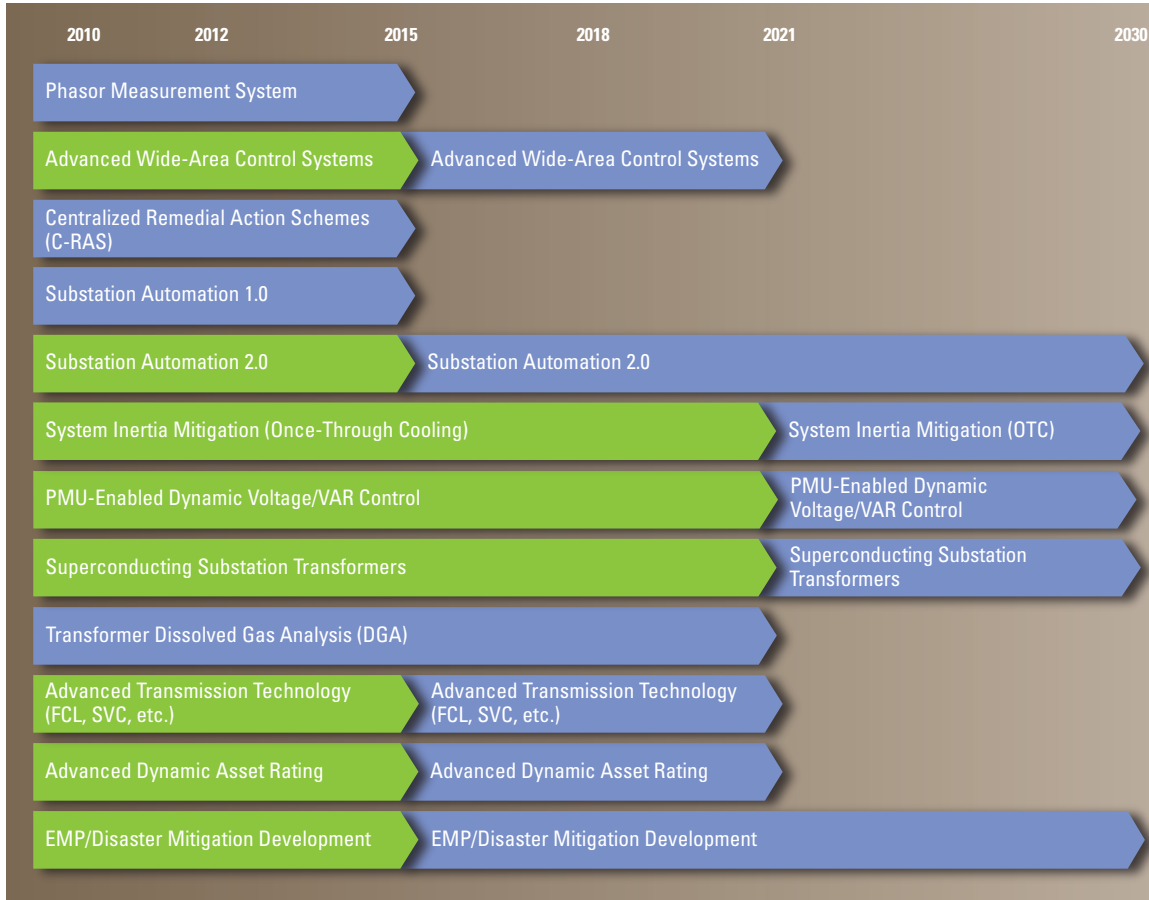 2010 2012 2015 2018 2021 2030
Phasor Measurement System
Advanced Wide-Area Control Systems Advanced Wide-Area Control Systems
Centralized Remedial Action Schemes
(C-RAS)
Substation Automation 1.0
Substation Automation 2.0 Substation Automation 2.0
System Inertia Mitigation (Once-Through Cooling) System Inertia Mitigation (OTC)
PMU-Enabled Dynamic Voltage/VAR Control
PMU-Enabled Dynamic
Voltage/VAR Control
Superconducting Substation Transformers
Superconducting Substation
Transformers
Transformer Dissolved Gas Analysis (DGA)
Advanced Transmission Technology
(FCL, SVC, etc.)
Advanced Transmission Technology
(FCL, SVC, etc.)
Advanced Dynamic Asset Rating Advanced Dynamic Asset Rating
EMP/Disaster Mitigation Development EMP/Disaster Mitigation Development